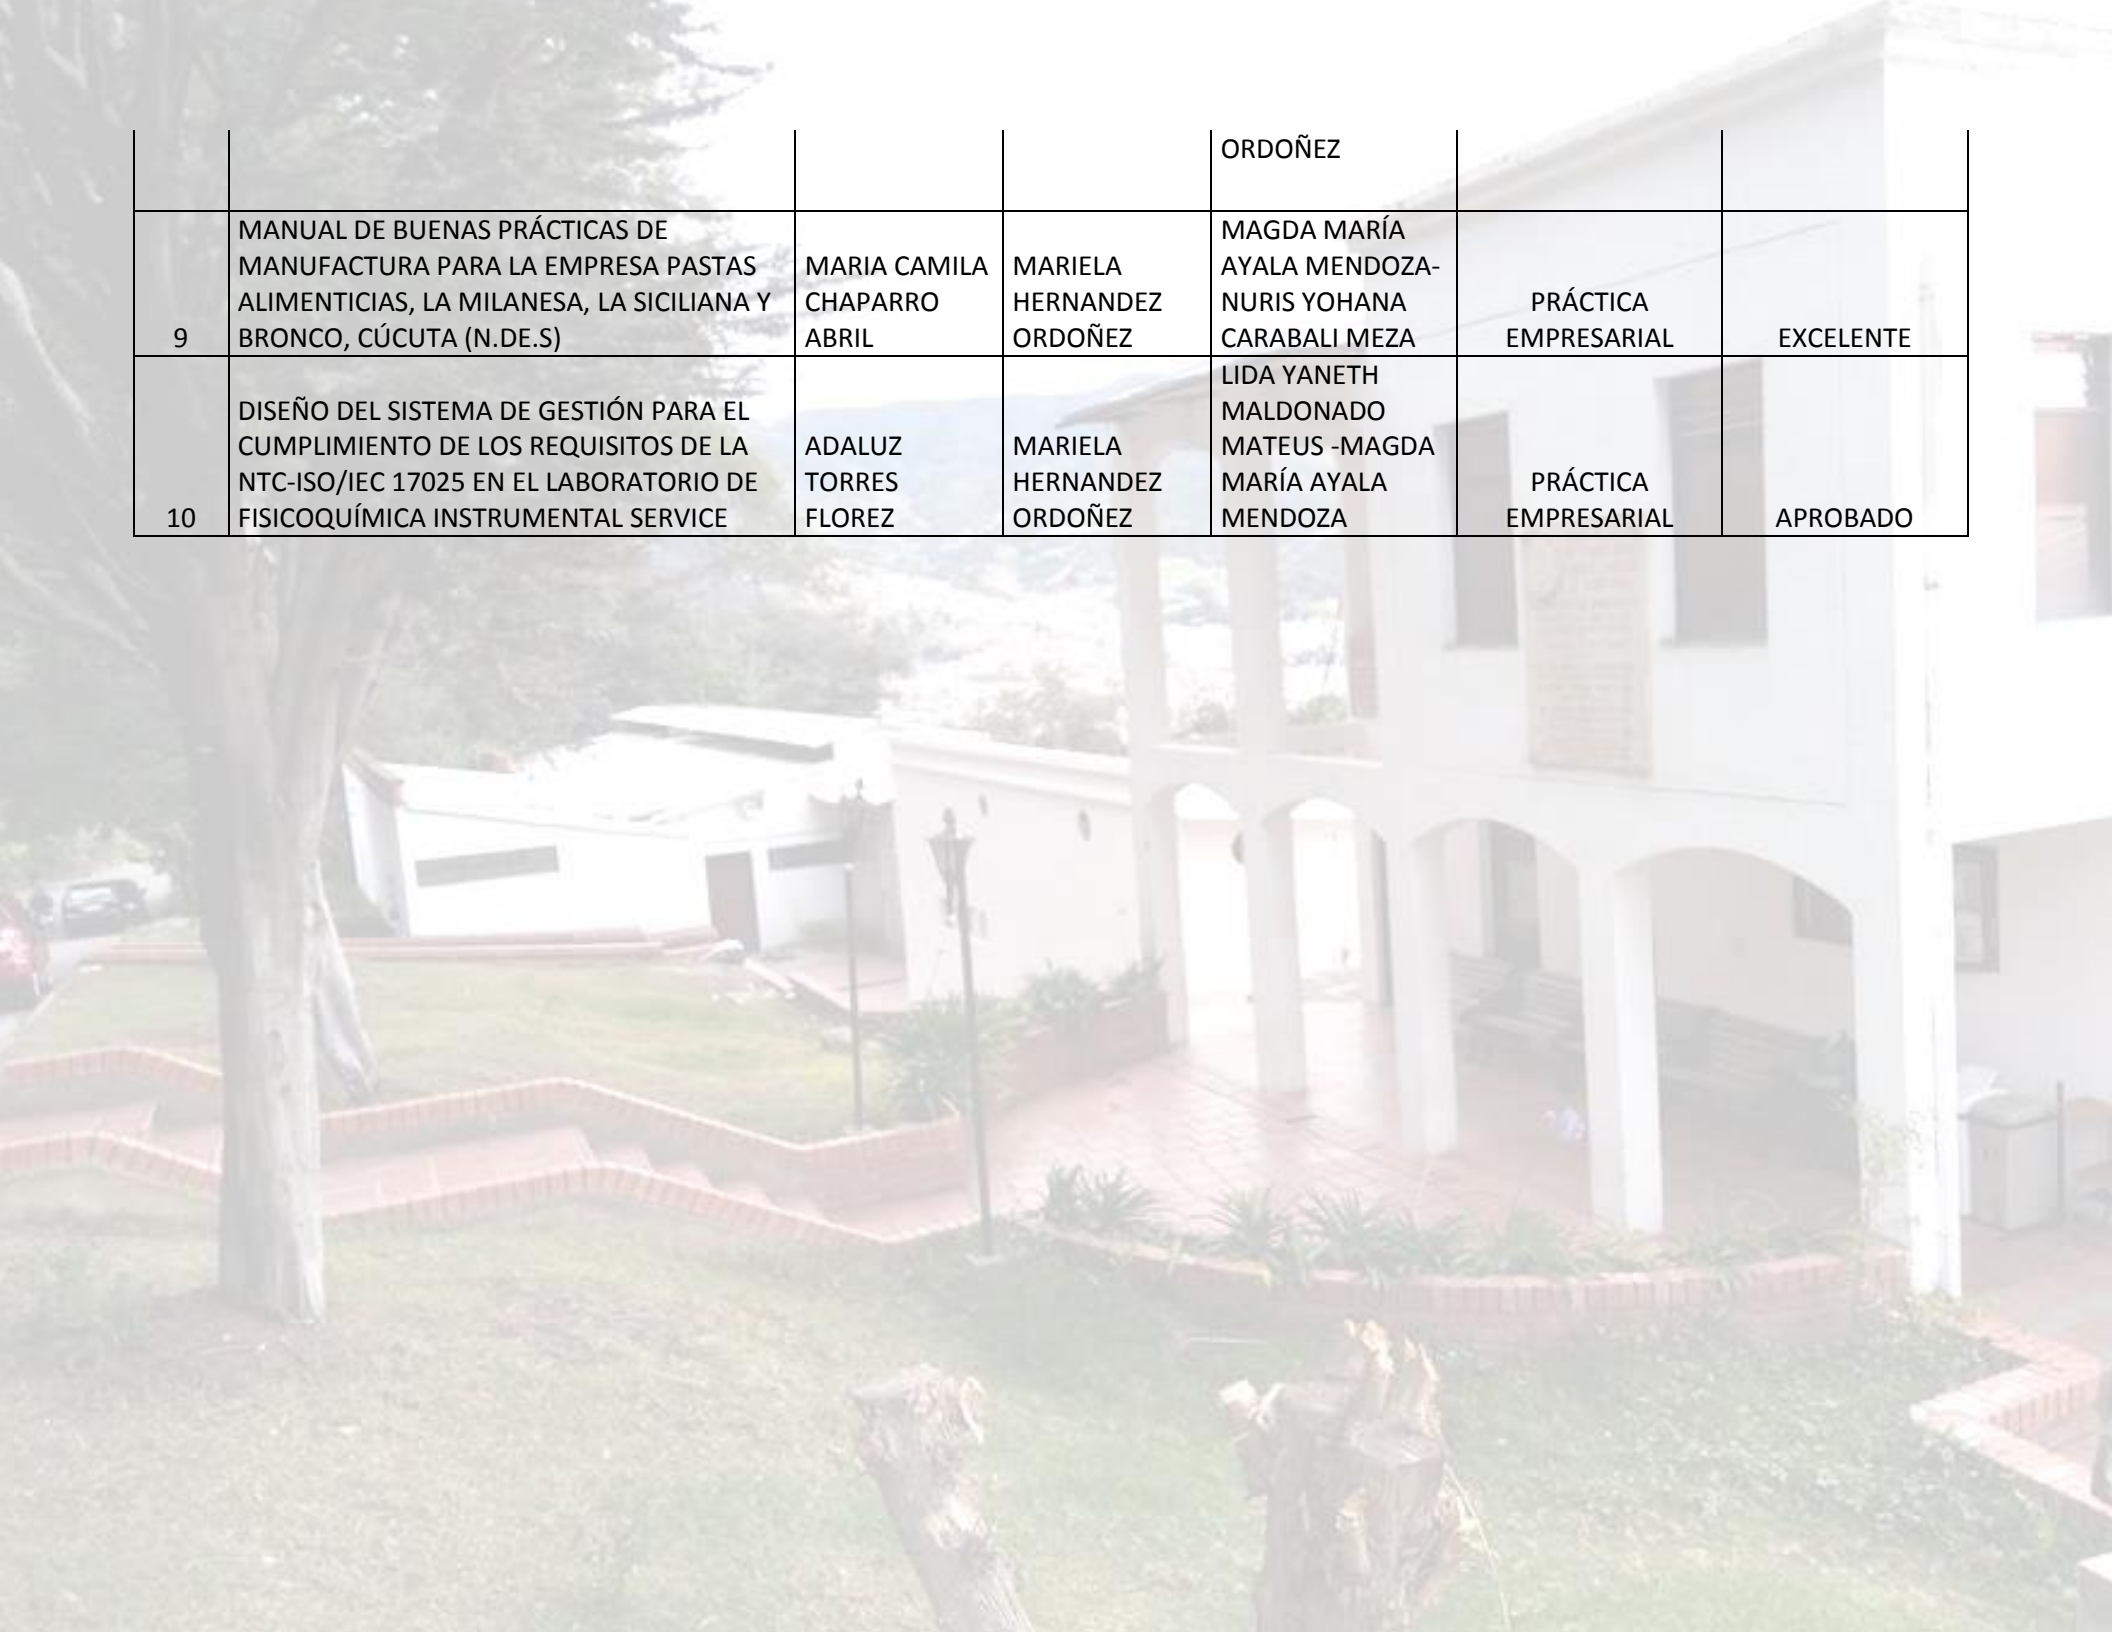 ORDOÑEZ
9
MANUAL DE BUENAS PRÁCTICAS DE
MANUFACTURA PARA LA EMPRESA PASTAS
ALIMENTICIAS, LA MILANESA, LA SICILIANA Y
BRONCO, CÚCUTA (N.DE.S)
MARIA CAMILA
CHAPARRO
ABRIL
MARIELA
HERNANDEZ
ORDOÑEZ
MAGDA MARÍA
AYALA MENDOZA-
NURIS YOHANA
CARABALI MEZA
PRÁCTICA
EMPRESARIAL
EXCELENTE
10
DISEÑO DEL SISTEMA DE GESTIÓN PARA EL
CUMPLIMIENTO DE LOS REQUISITOS DE LA
NTC-ISO/IEC 17025 EN EL LABORATORIO DE
FISICOQUÍMICA INSTRUMENTAL SERVICE
ADALUZ
TORRES
FLOREZ
MARIELA
HERNANDEZ
ORDOÑEZ
LIDA YANETH
MALDONADO
MATEUS -MAGDA
MARÍA AYALA
MENDOZA
PRÁCTICA
EMPRESARIAL
APROBADO